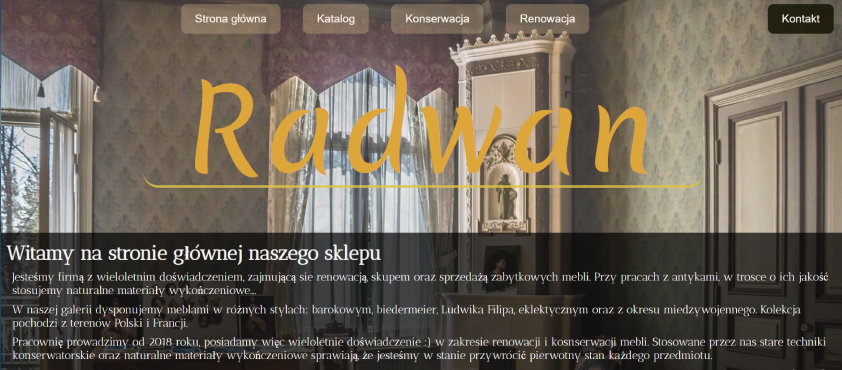 Strona główna
Katalog
Konserwacja
Renowacja
Kontakt
Radwan
Witamy na stronie głównej naszego sklepu
Jesteśmy firmą z wieloletnim doświadczeniem, zajmującą sie renowacją, skupem oraz sprzedażą zabytkowych mebli. Przy pracach z antykami, w trosce o ich jakość
stosujemy naturalne materiały wykończeniowe...
W naszej galerii dysponujemy meblami w różnych stylach: barokowym, biedermeier, Ludwika Filipa, eklektycznym oraz z okresu miedzywojennego. Kolekcja
pochodzi z terenów Polski i Francji.
Pracownię prowadzimy od 2018 roku, posiadamy więc wieloletnie doświadczenie :) w zakresie renowacji i kosnserwacji mebli. Stosowane przez nas stare techniki
konserwatorskie oraz naturalne materiały wykończeniowe sprawiają, że jesteśmy w stanie przywrócić pierwotny stan każdego przedmiotu.